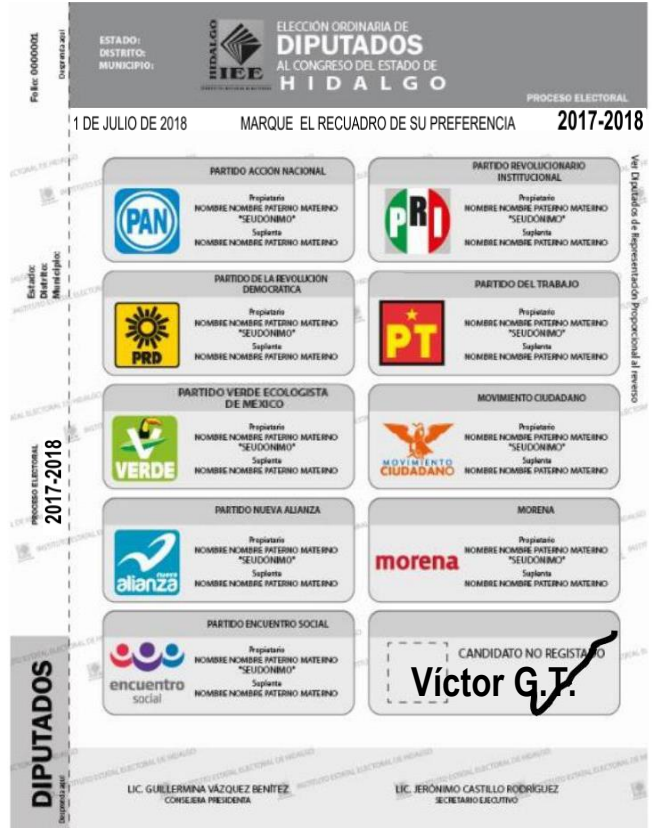 Folio: 0000001
Desprenda aquí
ESTADO:
DISTRITO:
MUNICIPIO:
HIDALGO
IEE
ELECCIÓN ORDINARIA DE
DIPUTADOS
AL CONGRESO DEL ESTADO DE
HIDALGO
PROCESO ELECTORAL
1 DE JULIO DE 2018 MARQUE EL RECUADRO DE SU PREFERENCIA 2017-2018
PARTIDO ACCIÓN NACIONAL
PAN
Propietario
NOMBRE NOMBRE PATERNO MATERNO
"SEUDÓNIMO"
Suplente
NOMBRE NOMBRE PATERNO MATERNO
PARTIDO REVOLUCIONARIO
INSTITUCIONAL
PRI
Propietario
NOMBRE NOMBRE PATERNO MATERNO
"SEUDÓNIMO"
Suplente
NOMBRE NOMBRE PATERNO MATERNO
PARTIDO DE LA REVOLUCIÓN
DEMOCRÁTICA
PRD
Propietario
NOMBRE NOMBRE PATERNO MATERNO
"SEUDÓNIMO"
Suplente
NOMBRE NOMBRE PATERNO MATERNO
PARTIDO DEL TRABAJO
PT
Propietario
NOMBRE NOMBRE PATERNO MATERNO
"SEUDÓNIMO"
Suplente
NOMBRE NOMBRE PATERNO MATERNO
PARTIDO VERDE ECOLOGISTA
DE MÉXICO
VERDE
Propietario
NOMBRE NOMBRE PATERNO MATERNO
"SEUDÓNIMO"
Suplente
NOMBRE NOMBRE PATERNO MATERNO
MOVIMIENTO CIUDADANO
MOVIMIENTO
CIUDADANO
Propietario
NOMBRE NOMBRE PATERNO MATERNO
"SEUDÓNIMO"
Suplente
NOMBRE NOMBRE PATERNO MATERNO
PARTIDO NUEVA ALIANZA
nueva
alianza
Propietario
NOMBRE NOMBRE PATERNO MATERNO
"SEUDÓNIMO"
Suplente
NOMBRE NOMBRE PATERNO MATERNO
MORENA
morena
Propietario
NOMBRE NOMBRE PATERNO MATERNO
"SEUDÓNIMO"
Suplente
NOMBRE NOMBRE PATERNO MATERNO
PARTIDO ENCUENTRO SOCIAL
encuentro
social
Propietario
NOMBRE NOMBRE PATERNO MATERNO
"SEUDÓNIMO"
Suplente
NOMBRE NOMBRE PATERNO MATERNO
CANDIDATO NO REGISTADO
Víctor G.T.
Ver Diputados de Representación Proporcional al reverso
Estado:
Distrito:
Municipio:
PROCESO ELECTORAL
2017-2018
DIPUTADOS
Desprenda aquí
LIC. GUILLERMINA VÁZQUEZ BENÍTEZ
CONSEJERA PRESIDENTA
LIC. JERÓNIMO CASTILLO RODRÍGUEZ
SECRETARIO EJECUTIVO